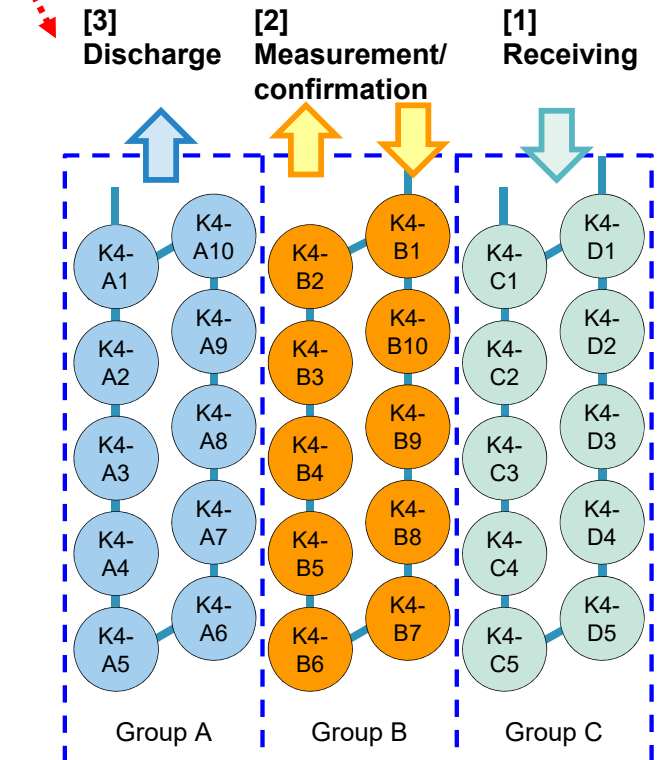 [3]
Discharge
[2]
Measurement/
confirmation
[1]
Receiving
K4-
A1
K4-
A2
K4-
A3
K4-
A4
K4-
A5
K4-
A10
K4-
A9
K4-
A8
K4-
A7
K4-
A6
K4-
B2
K4-
B3
K4-
B4
K4-
B5
K4-
B6
K4-
B1
K4-
B10
K4-
B9
K4-
B8
K4-
B7
K4-
C1
K4-
C2
K4-
C3
K4-
C4
K4-
C5
K4-
D1
K4-
D2
K4-
D3
K4-
D4
K4-
D5
Group A
Group B
Group C